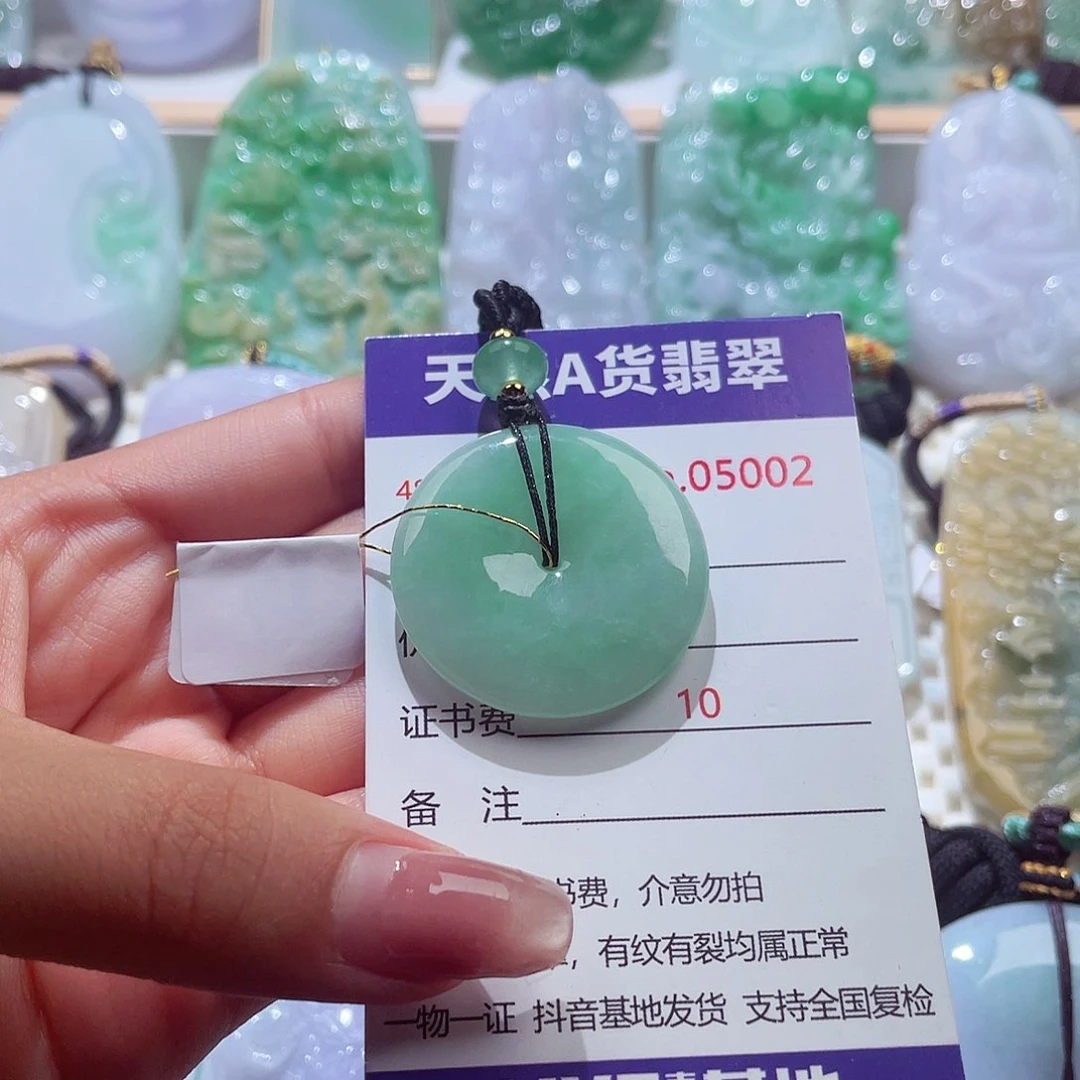 天 A货翡翠
.05002
证书费 10
备 注
书费，介意勿拍
，有纹有裂均属正常
一物一证 抖音基地发货 支持全国复检